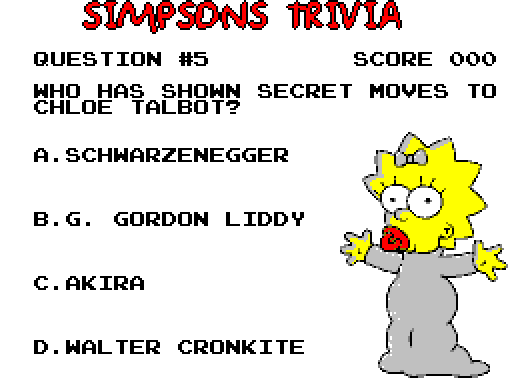 SIMPSONS TRIVIA
QUESTION #5 SCORE 000
WHO HAS SHOWN SECRET MOVES TO
CHLOE TALBOT?
A.SCHWARZENEGGER
B.G. GORDON LIDDY
C.AKIRA
D.WALTER CRONKITE